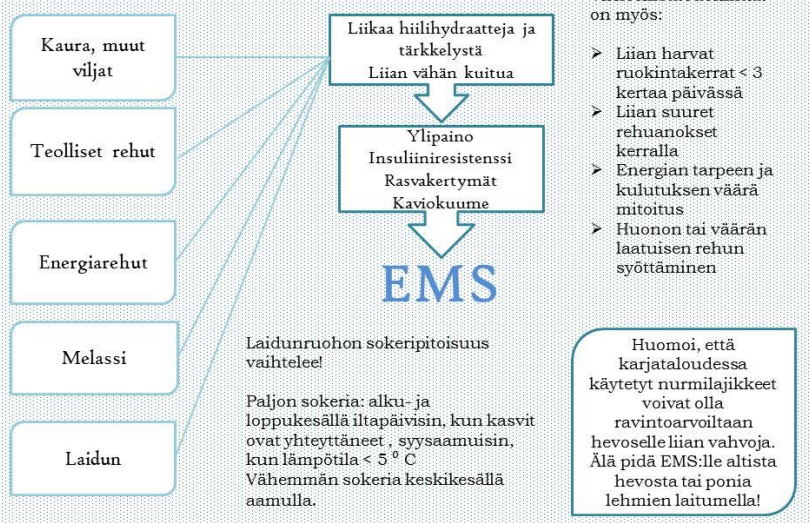 Kaura, muut
viljat
Teolliset rehut
Energiarehut
Melassi
Laidun
Liikaa hiilihydraatteja ja
tärkkelystä
Liian vähän kuitua
Ylipaino
Insuliiniresistenssi
Rasvakertymät
Kaviokuume
EMS
Laidunruohon sokeripitoisuus
vaihtelee!
Paljon sokeria: alku- ja
loppukesällä iltapäivisin, kun kasvit
ovat yhteyttäneet , syysaamuisin,
kun lämpötila < 5 ⁰ C
Vähemmän sokeria keskikesällä
aamulla.
on myös:
➢ Liian harvat
ruokintakerrat < 3
kertaa päivässä
➢ Liian suuret
rehuannokset
kerralla
➢ Energian tarpeen ja
kulutuksen väärä
mitoitus
➢ Huonon tai väärän
laatuisen rehun
syöttäminen
Huomoi, että
karjataloudessa
käytetyt nurmilajikkeet
voivat olla
ravintoarvoiltaan
hevoselle liian vahvoja.
Älä pidä EMS:lle altista
hevosta tai ponia
lehmien laitumella!